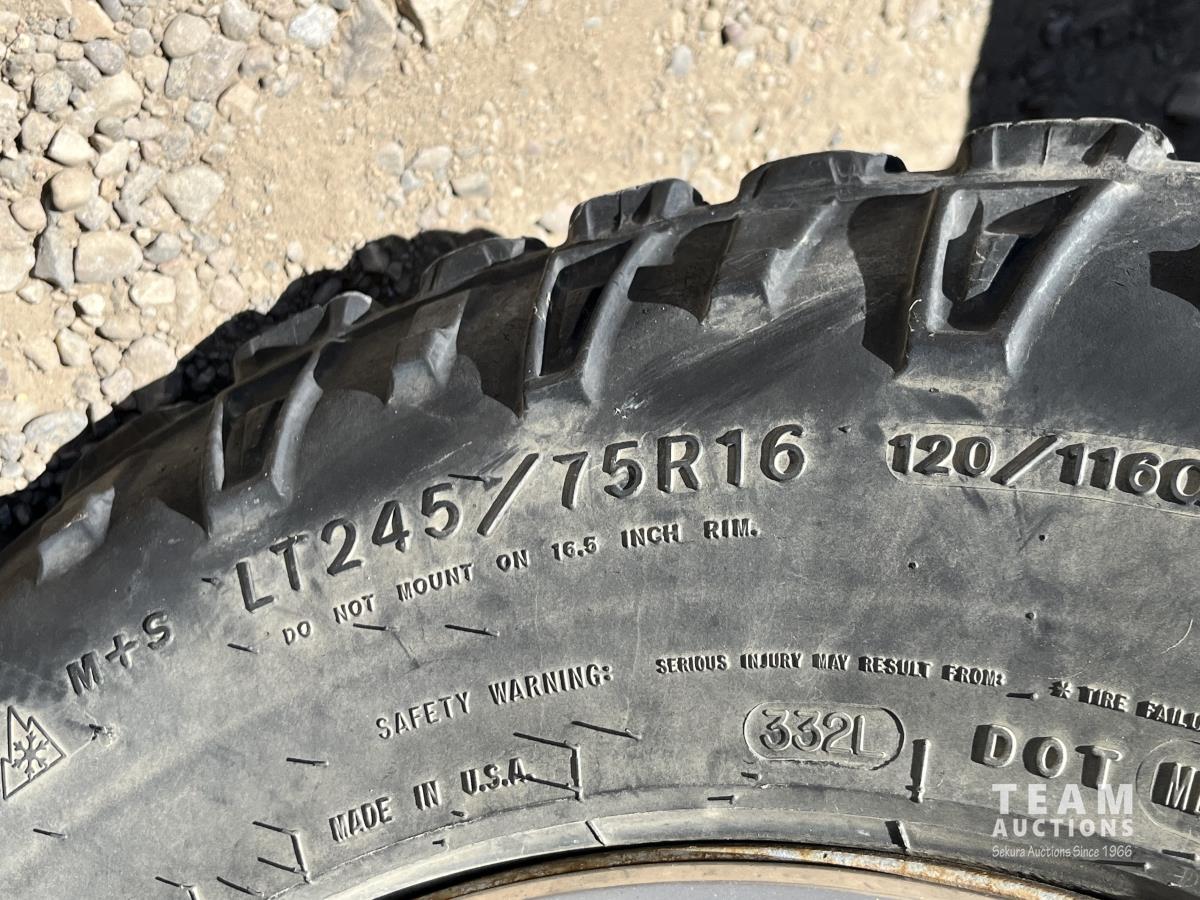 LT245/75R16
120/116Q
DO NOT MOUNT ON 16.5 INCH RIM.
M+S
SAFETY WARNING: SERIOUS INJURY MAY RESULT FROM:
* TIRE
332L
DOT
MADE IN U.S.A.
TEAM
AUCTIONS
Sekura Auctions Since 1966